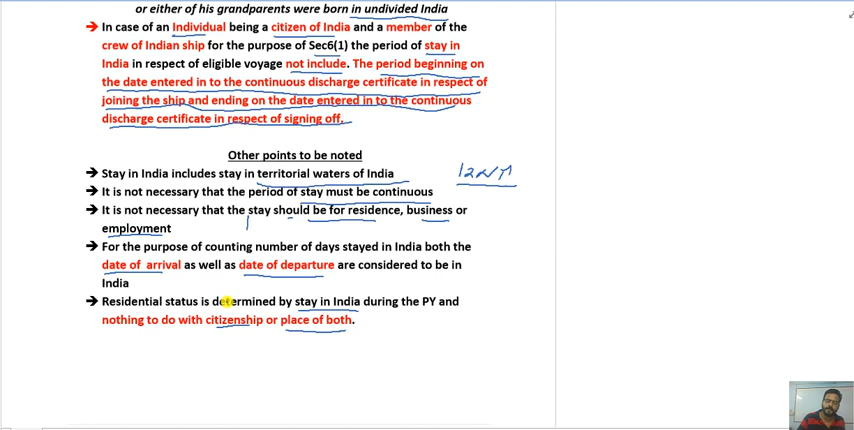 or either of his grandparents were born in undivided India
➔ In case of an Individual being a citizen of India and a member of the
crew of Indian ship for the purpose of Sec6(1) the period of stay in
India in respect of eligible voyage not include. The period beginning on
the date entered in to the continuous discharge certificate in respect of
joining the ship and ending on the date entered in to the continuous
discharge certificate in respect of signing off.
Other points to be noted
➔ Stay in India includes stay in territorial waters of India
12NM
➔ It is not necessary that the period of stay must be continuous
➔ It is not necessary that the stay should be for residence, business or
employment
➔ For the purpose of counting number of days stayed in India both the
date of arrival as well as date of departure are considered to be in
India
➔ Residential status is determined by stay in India during the PY and
nothing to do with citizenship or place of both.